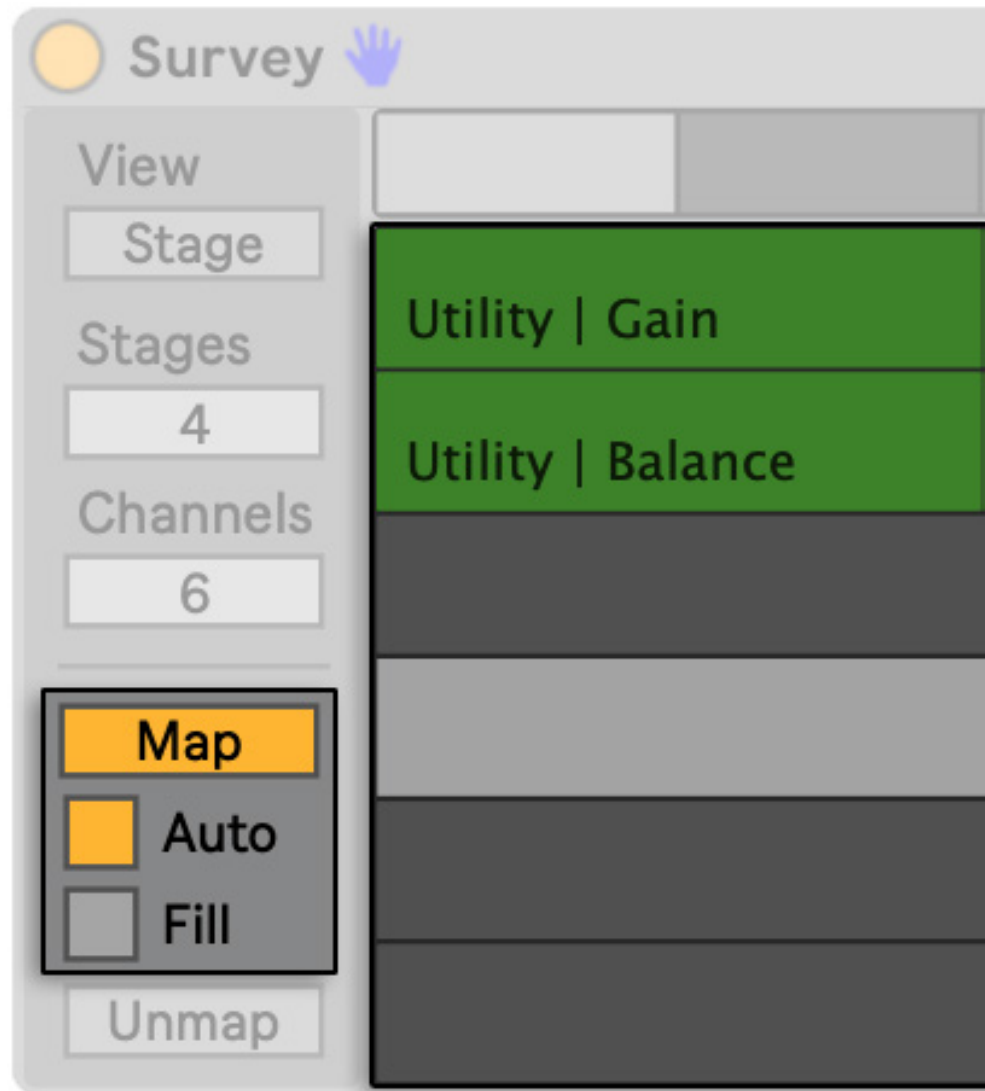 Survey
View
Stage
Stages
4
Channels
6
Map
Auto
Fill
Unmap
Utility | Gain
Utility | Balance